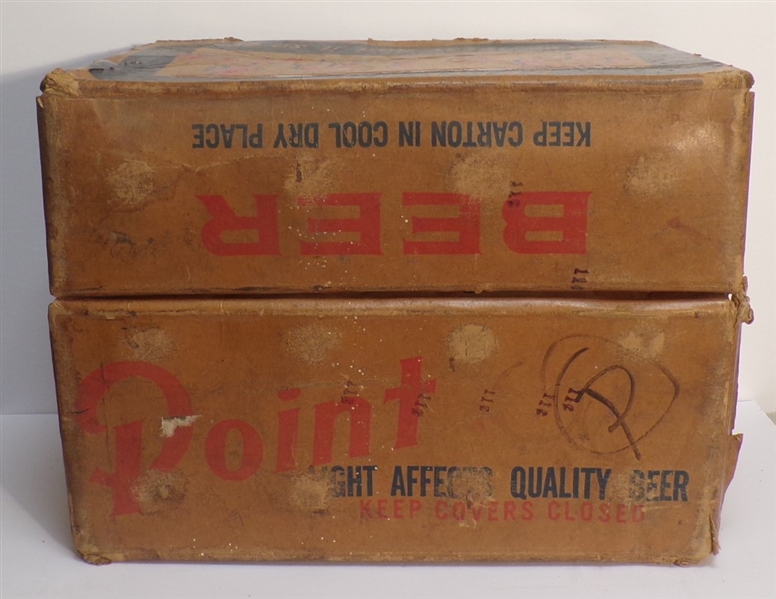 KEEP CARTON IN COOL DRY PLACE
BEER
Point
LIGHT AFFECTS QUALITY BEER
KEEP COVERS CLOSED